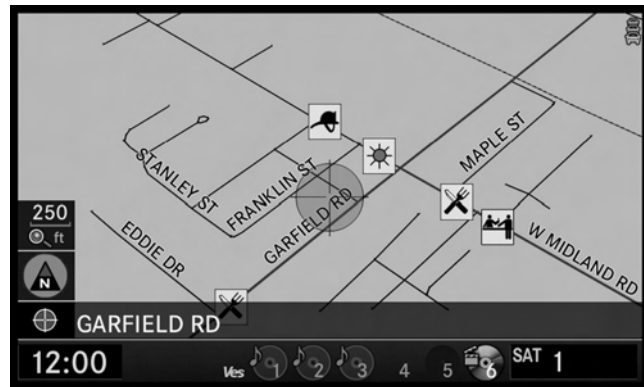 MAPLE ST
STANLEY ST
FRANKLIN ST
GARFIELD RD
250
ft
EDDIE DR
W MIDLAND RD
N
GARFIELD RD
12:00
Ves 1 2 3 4 5 6 SAT 1